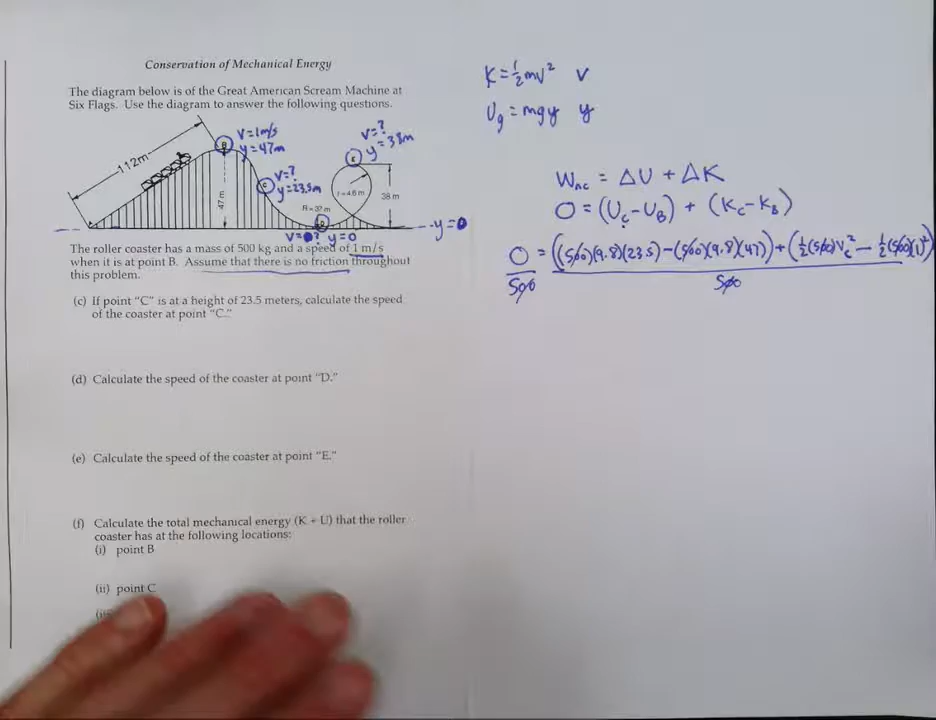 Conservation of Mechanical Energy
The diagram below is of the Great American Scream Machine at
Six Flags. Use the diagram to answer the following questions.
112m
B
V=1m/s
y=47m
C
V=?
y=23.5m
47 m
R=37 m
D
V=? y=0
r=4.6 m
E
V=?
y=38m
38 m
y=0
The roller coaster has a mass of 500 kg and a speed of 1 m/s
when it is at point B. Assume that there is no friction throughout
this problem.
(c) If point "C" is at a height of 23.5 meters, calculate the speed
of the coaster at point "C."
(d) Calculate the speed of the coaster at point "D."
(e) Calculate the speed of the coaster at point "E."
(f) Calculate the total mechanical energy (K + U) that the roller
coaster has at the following locations:
(i) point B
(ii) point C
K=½mv² v
Ug=mgy y
Wnc = ΔU + ΔK
0=(Uc-UB) + (Kc-KB)
0 = ((500)(9.8)(23.5)-(500)(9.8)(47))+(½(500)Vc²-½(500)(1)²)
500 500